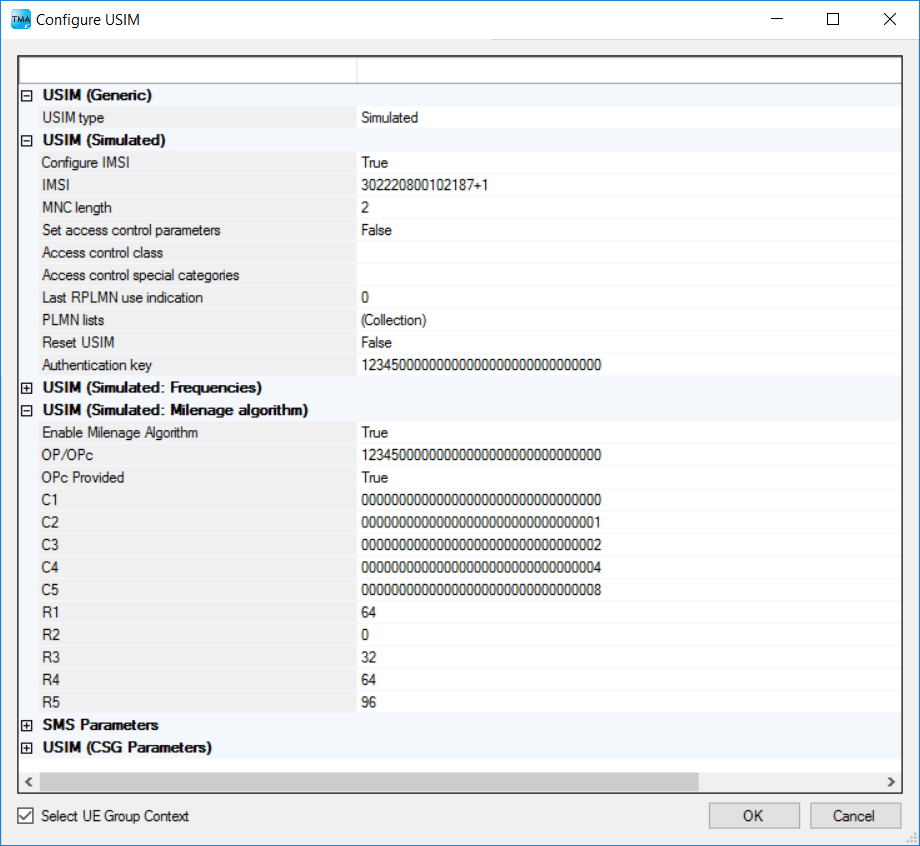 TMA Configure USIM
USIM (Generic)
USIM type Simulated
USIM (Simulated)
Configure IMSI True
IMSI 302220800102187+1
MNC length 2
Set access control parameters False
Access control class
Access control special categories
Last RPLMN use indication 0
PLMN lists (Collection)
Reset USIM False
Authentication key 12345000000000000000000000000000
USIM (Simulated: Frequencies)
USIM (Simulated: Milenage algorithm)
Enable Milenage Algorithm True
OP/OPc 12345000000000000000000000000000
OPc Provided True
C1 00000000000000000000000000000000
C2 00000000000000000000000000000001
C3 00000000000000000000000000000002
C4 00000000000000000000000000000004
C5 00000000000000000000000000000008
R1 64
R2 0
R3 32
R4 64
R5 96
SMS Parameters
USIM (CSG Parameters)
Select UE Group Context OK Cancel